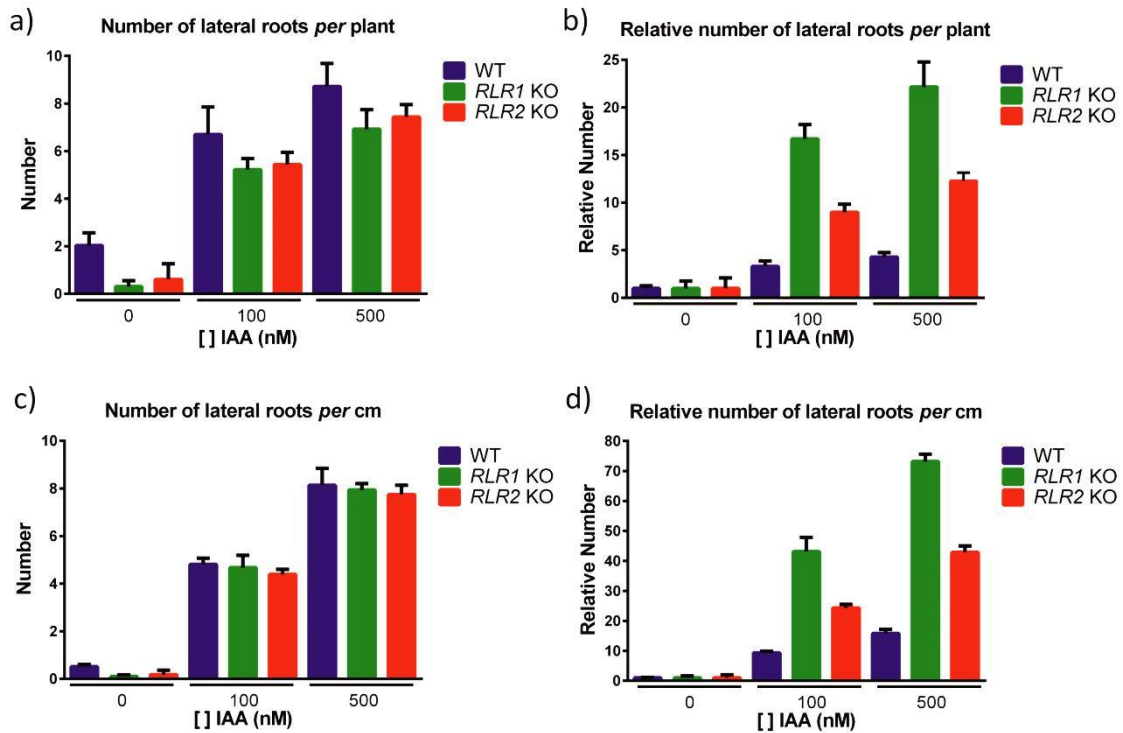 a)
Number of lateral roots per plant
Number
10
8
6
4
2
0
0
100
500
[ ] IAA (nM)
WT
RLR1 KO
RLR2 KO
b)
Relative number of lateral roots per plant
Relative Number
25
20
15
10
5
0
0
100
500
[ ] IAA (nM)
WT
RLR1 KO
RLR2 KO
c)
Number of lateral roots per cm
Number
10
8
6
4
2
0
0
100
500
[ ] IAA (nM)
WT
RLR1 KO
RLR2 KO
d)
Relative number of lateral roots per cm
Relative Number
80
70
60
50
40
30
20
10
0
0
100
500
[ ] IAA (nM)
WT
RLR1 KO
RLR2 KO